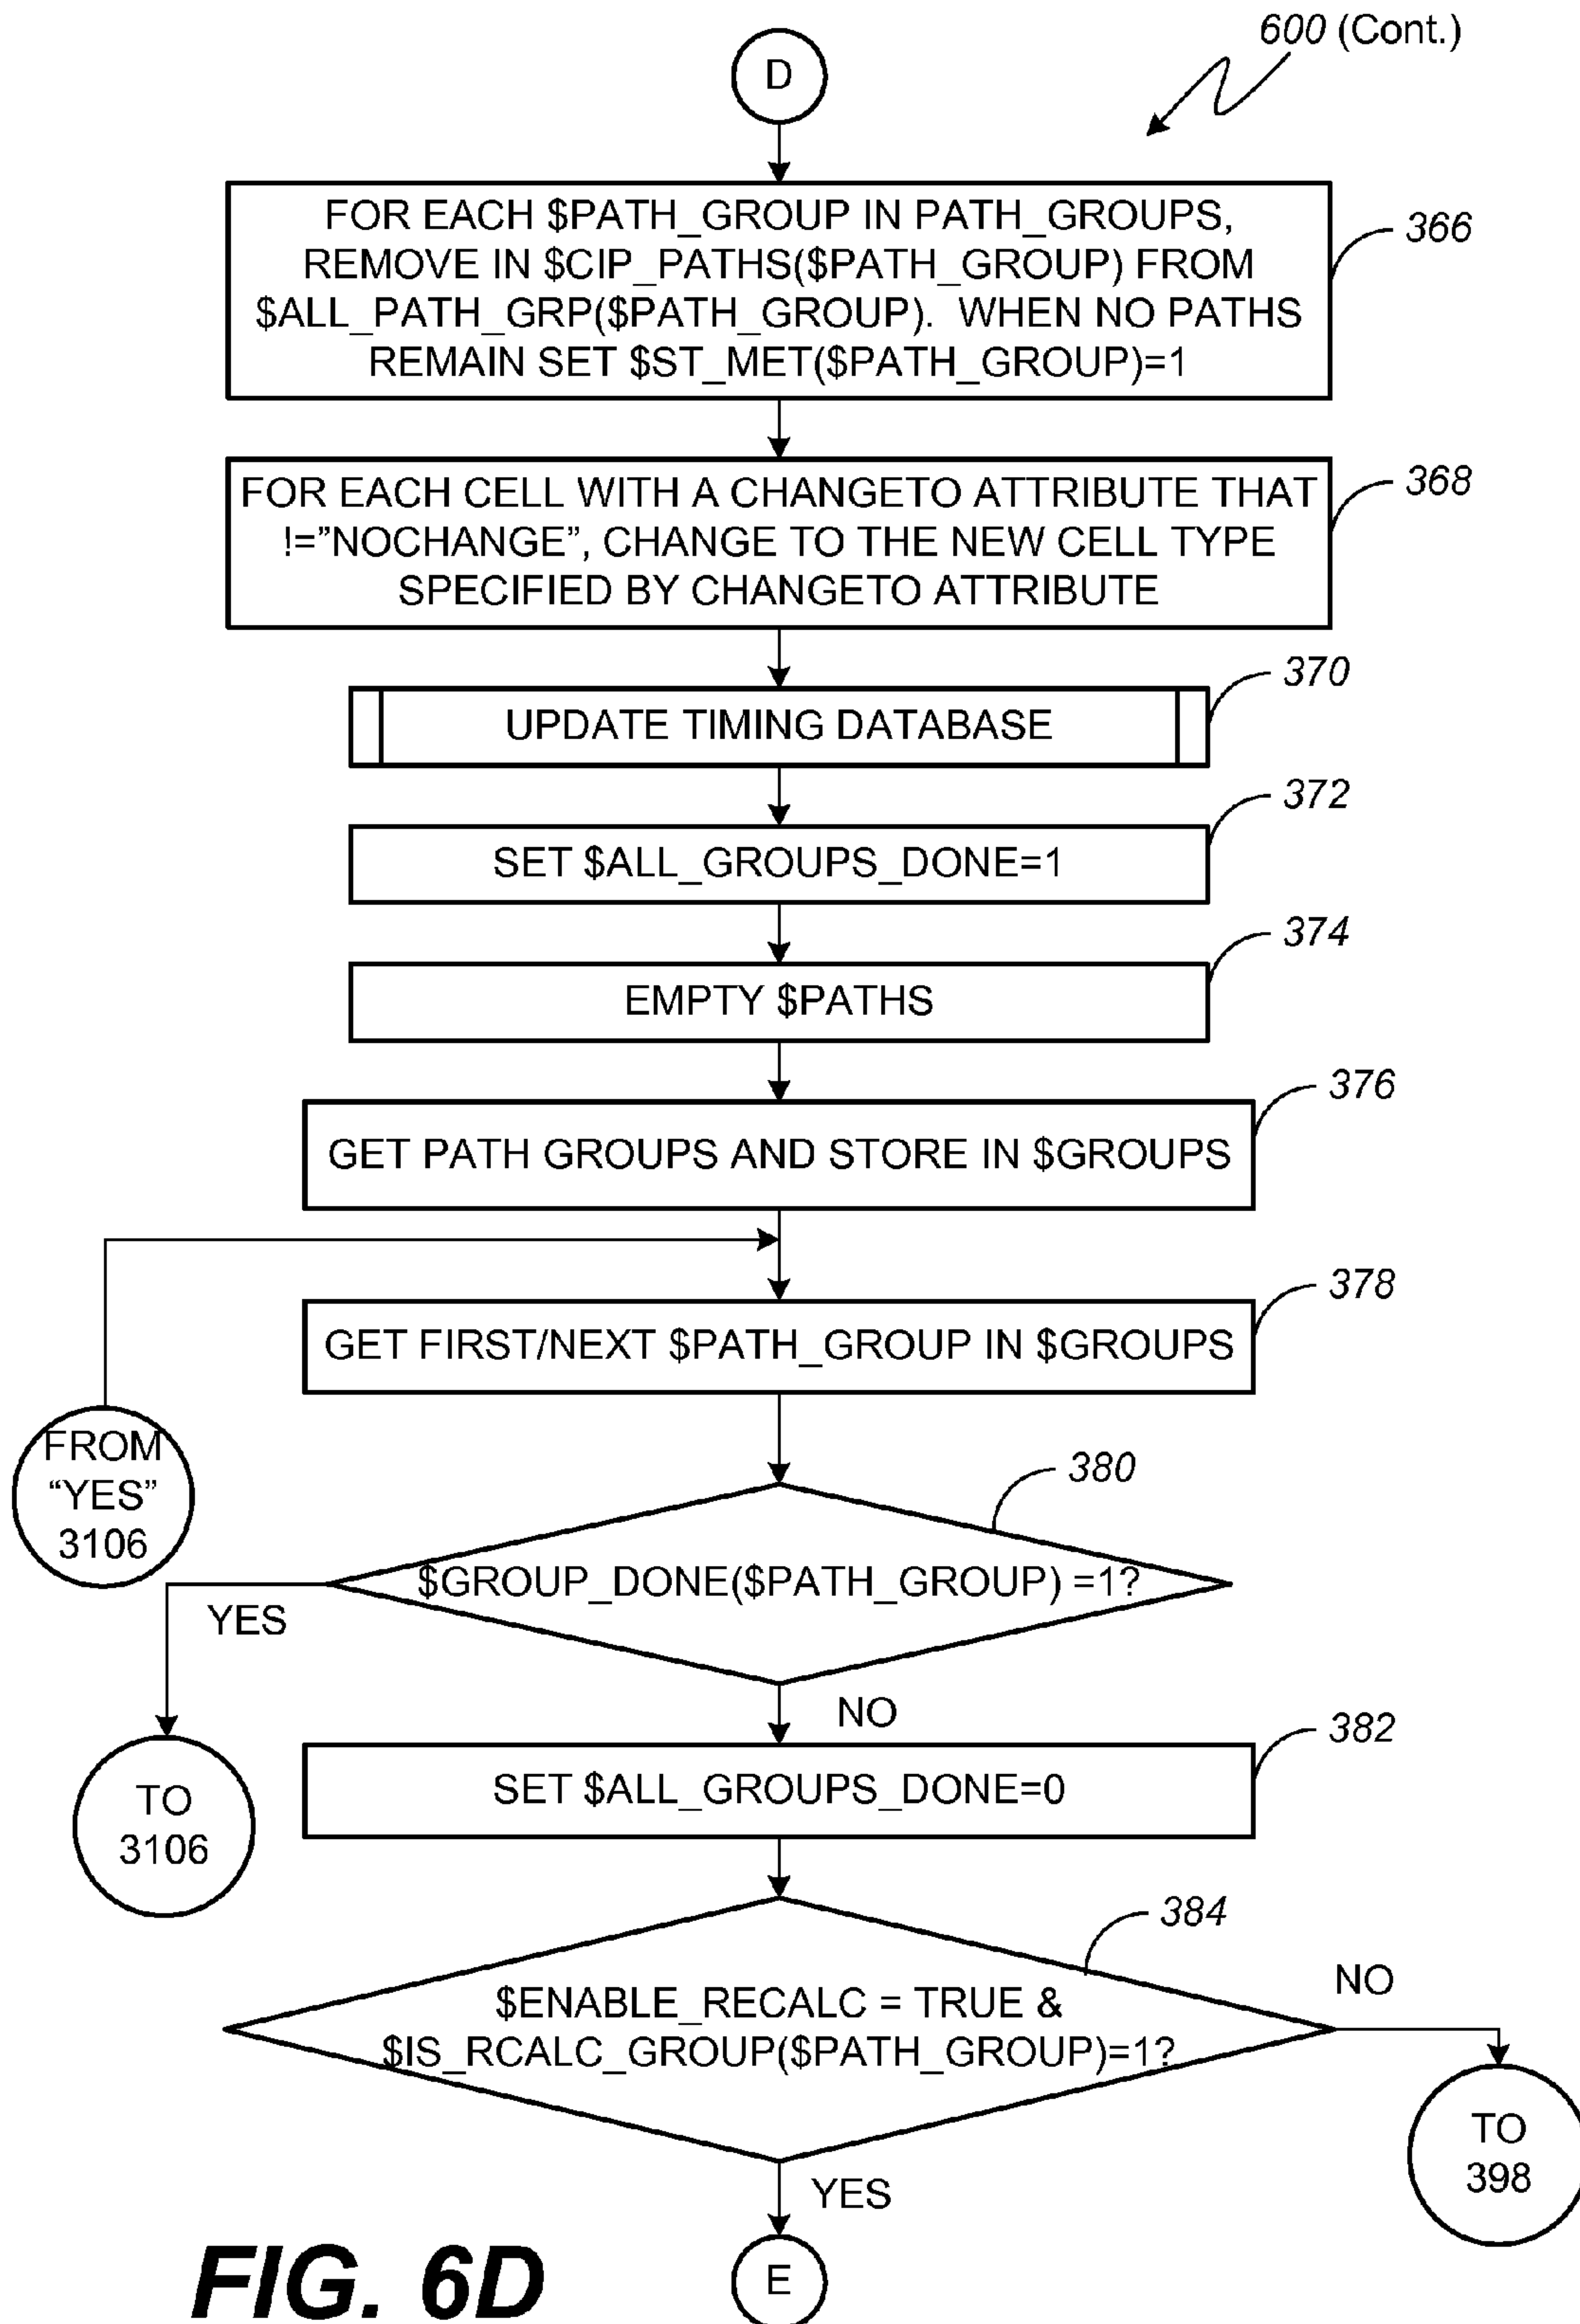 600 (Cont.)
D
FOR EACH $PATH_GROUP IN PATH_GROUPS,
REMOVE IN $CIP_PATHS($PATH_GROUP) FROM
$ALL_PATH_GRP($PATH_GROUP).  WHEN NO PATHS
REMAIN SET $ST_MET($PATH_GROUP)=1
366
FOR EACH CELL WITH A CHANGETO ATTRIBUTE THAT
!=”NOCHANGE”, CHANGE TO THE NEW CELL TYPE
SPECIFIED BY CHANGETO ATTRIBUTE
368
370
UPDATE TIMING DATABASE
372
SET $ALL_GROUPS_DONE=1
374
EMPTY $PATHS
376
GET PATH GROUPS AND STORE IN $GROUPS
378
GET FIRST/NEXT $PATH_GROUP IN $GROUPS
FROM
“YES”
3106
380
$GROUP_DONE($PATH_GROUP) =1?
YES
NO
TO
3106
382
SET $ALL_GROUPS_DONE=0
384
$ENABLE_RECALC = TRUE &
$IS_RCALC_GROUP($PATH_GROUP)=1?
NO
TO
398
YES
E
FIG. 6D